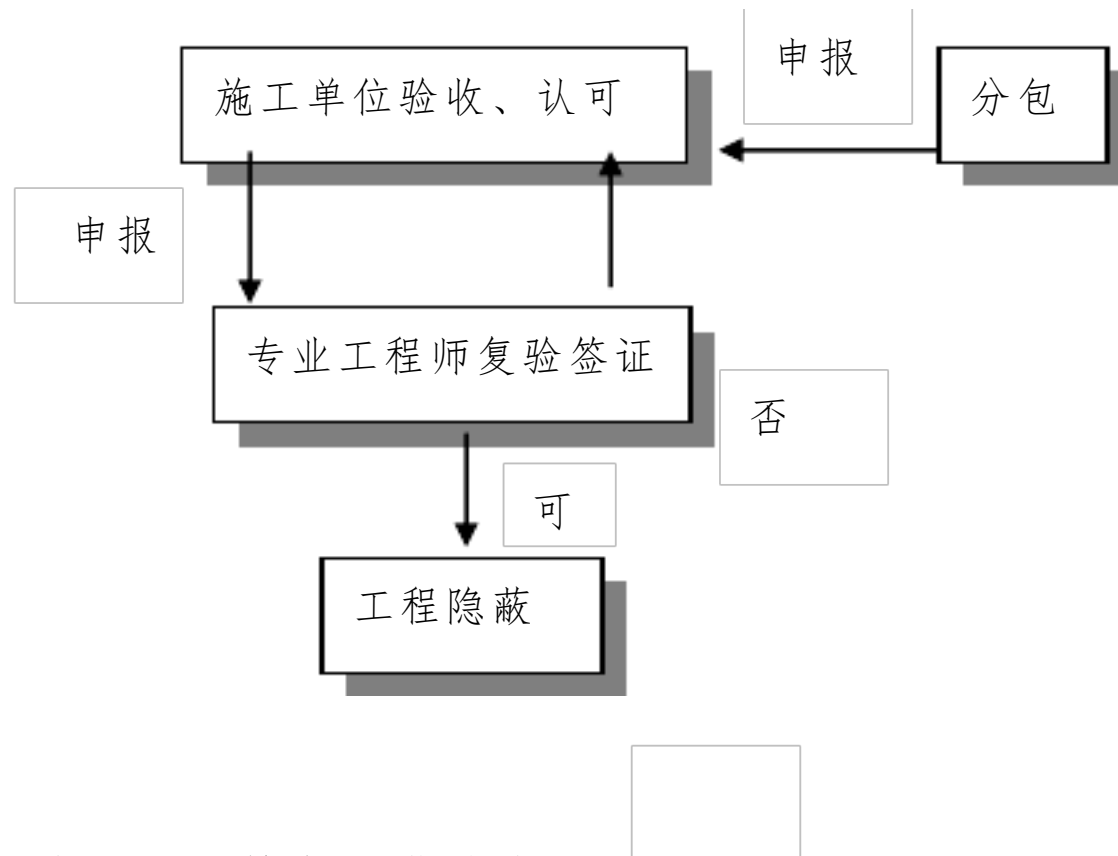 申报
施工单位验收、认可
分包
申报
专业工程师复验签证
否
可
工程隐蔽